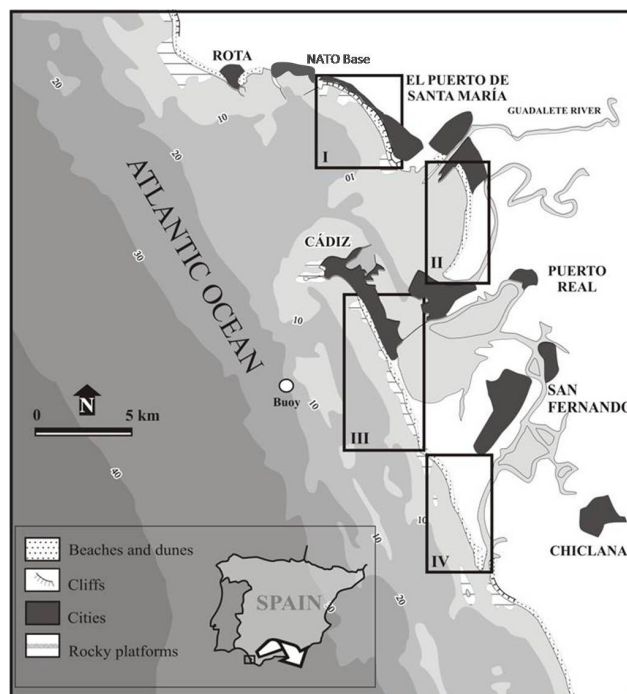 ROTA
NATO Base
EL PUERTO DE
SANTA MARÍA
GUADALETE RIVER
20
10
I
10
20
II
30
ATLANTIC OCEAN
CÁDIZ
PUERTO
REAL
10
Buoy
10
N
0 5 km
III
SAN
FERNANDO
40
10
10
IV
CHICLANA
20
Beaches and dunes
Cliffs
Cities
Rocky platforms
SPAIN